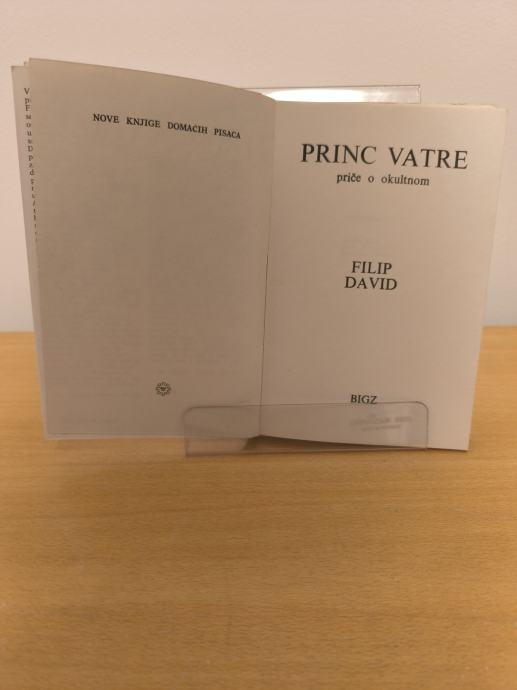 NOVE KNJIGE DOMAĆIH PISACA
PRINC VATRE
priče o okultnom
FILIP
DAVID
BIGZ